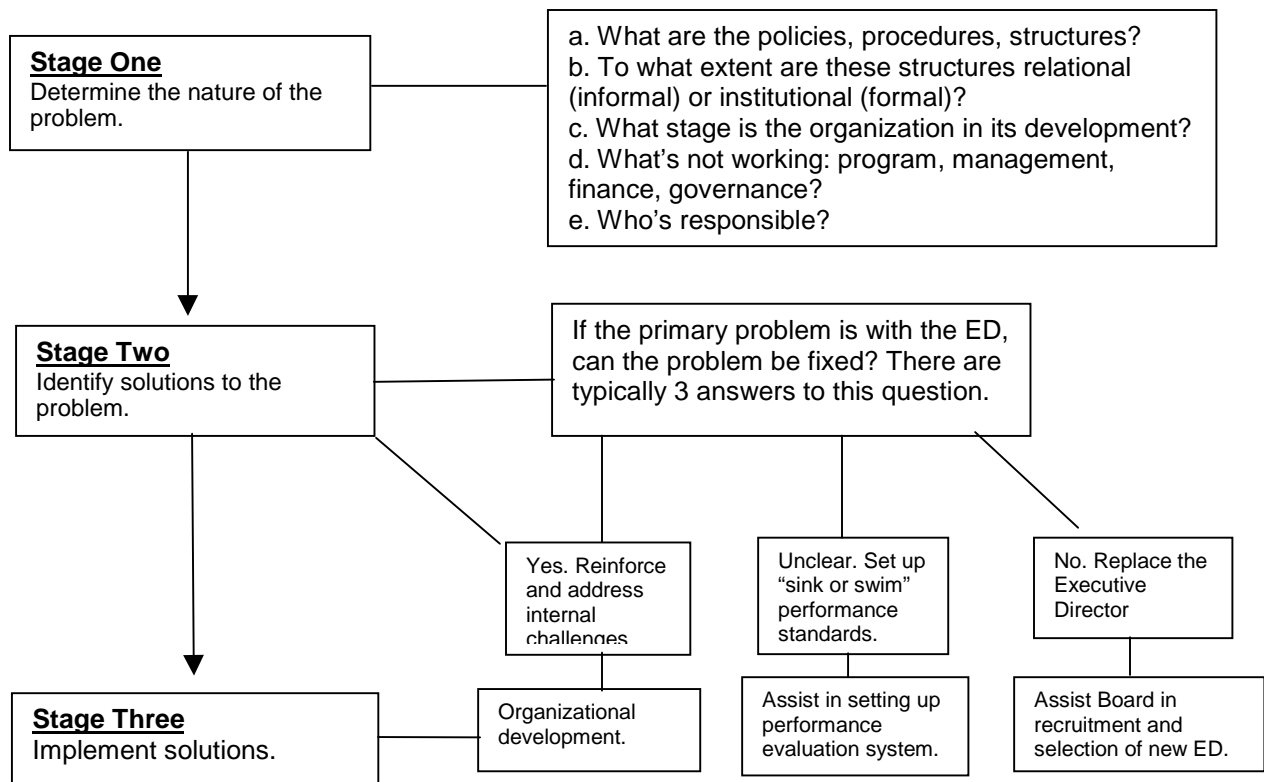 Stage One
Determine the nature of the
problem.
a. What are the policies, procedures, structures?
b. To what extent are these structures relational
(informal) or institutional (formal)?
c. What stage is the organization in its development?
d. What's not working: program, management,
finance, governance?
e. Who's responsible?
Stage Two
Identify solutions to the
problem.
If the primary problem is with the ED,
can the problem be fixed? There are
typically 3 answers to this question.
Yes. Reinforce
and address
internal
challenges
Unclear. Set up
“sink or swim”
performance
standards.
No. Replace the
Executive
Director
Stage Three
Implement solutions.
Organizational
development.
Assist in setting up
performance
evaluation system.
Assist Board in
recruitment and
selection of new ED.